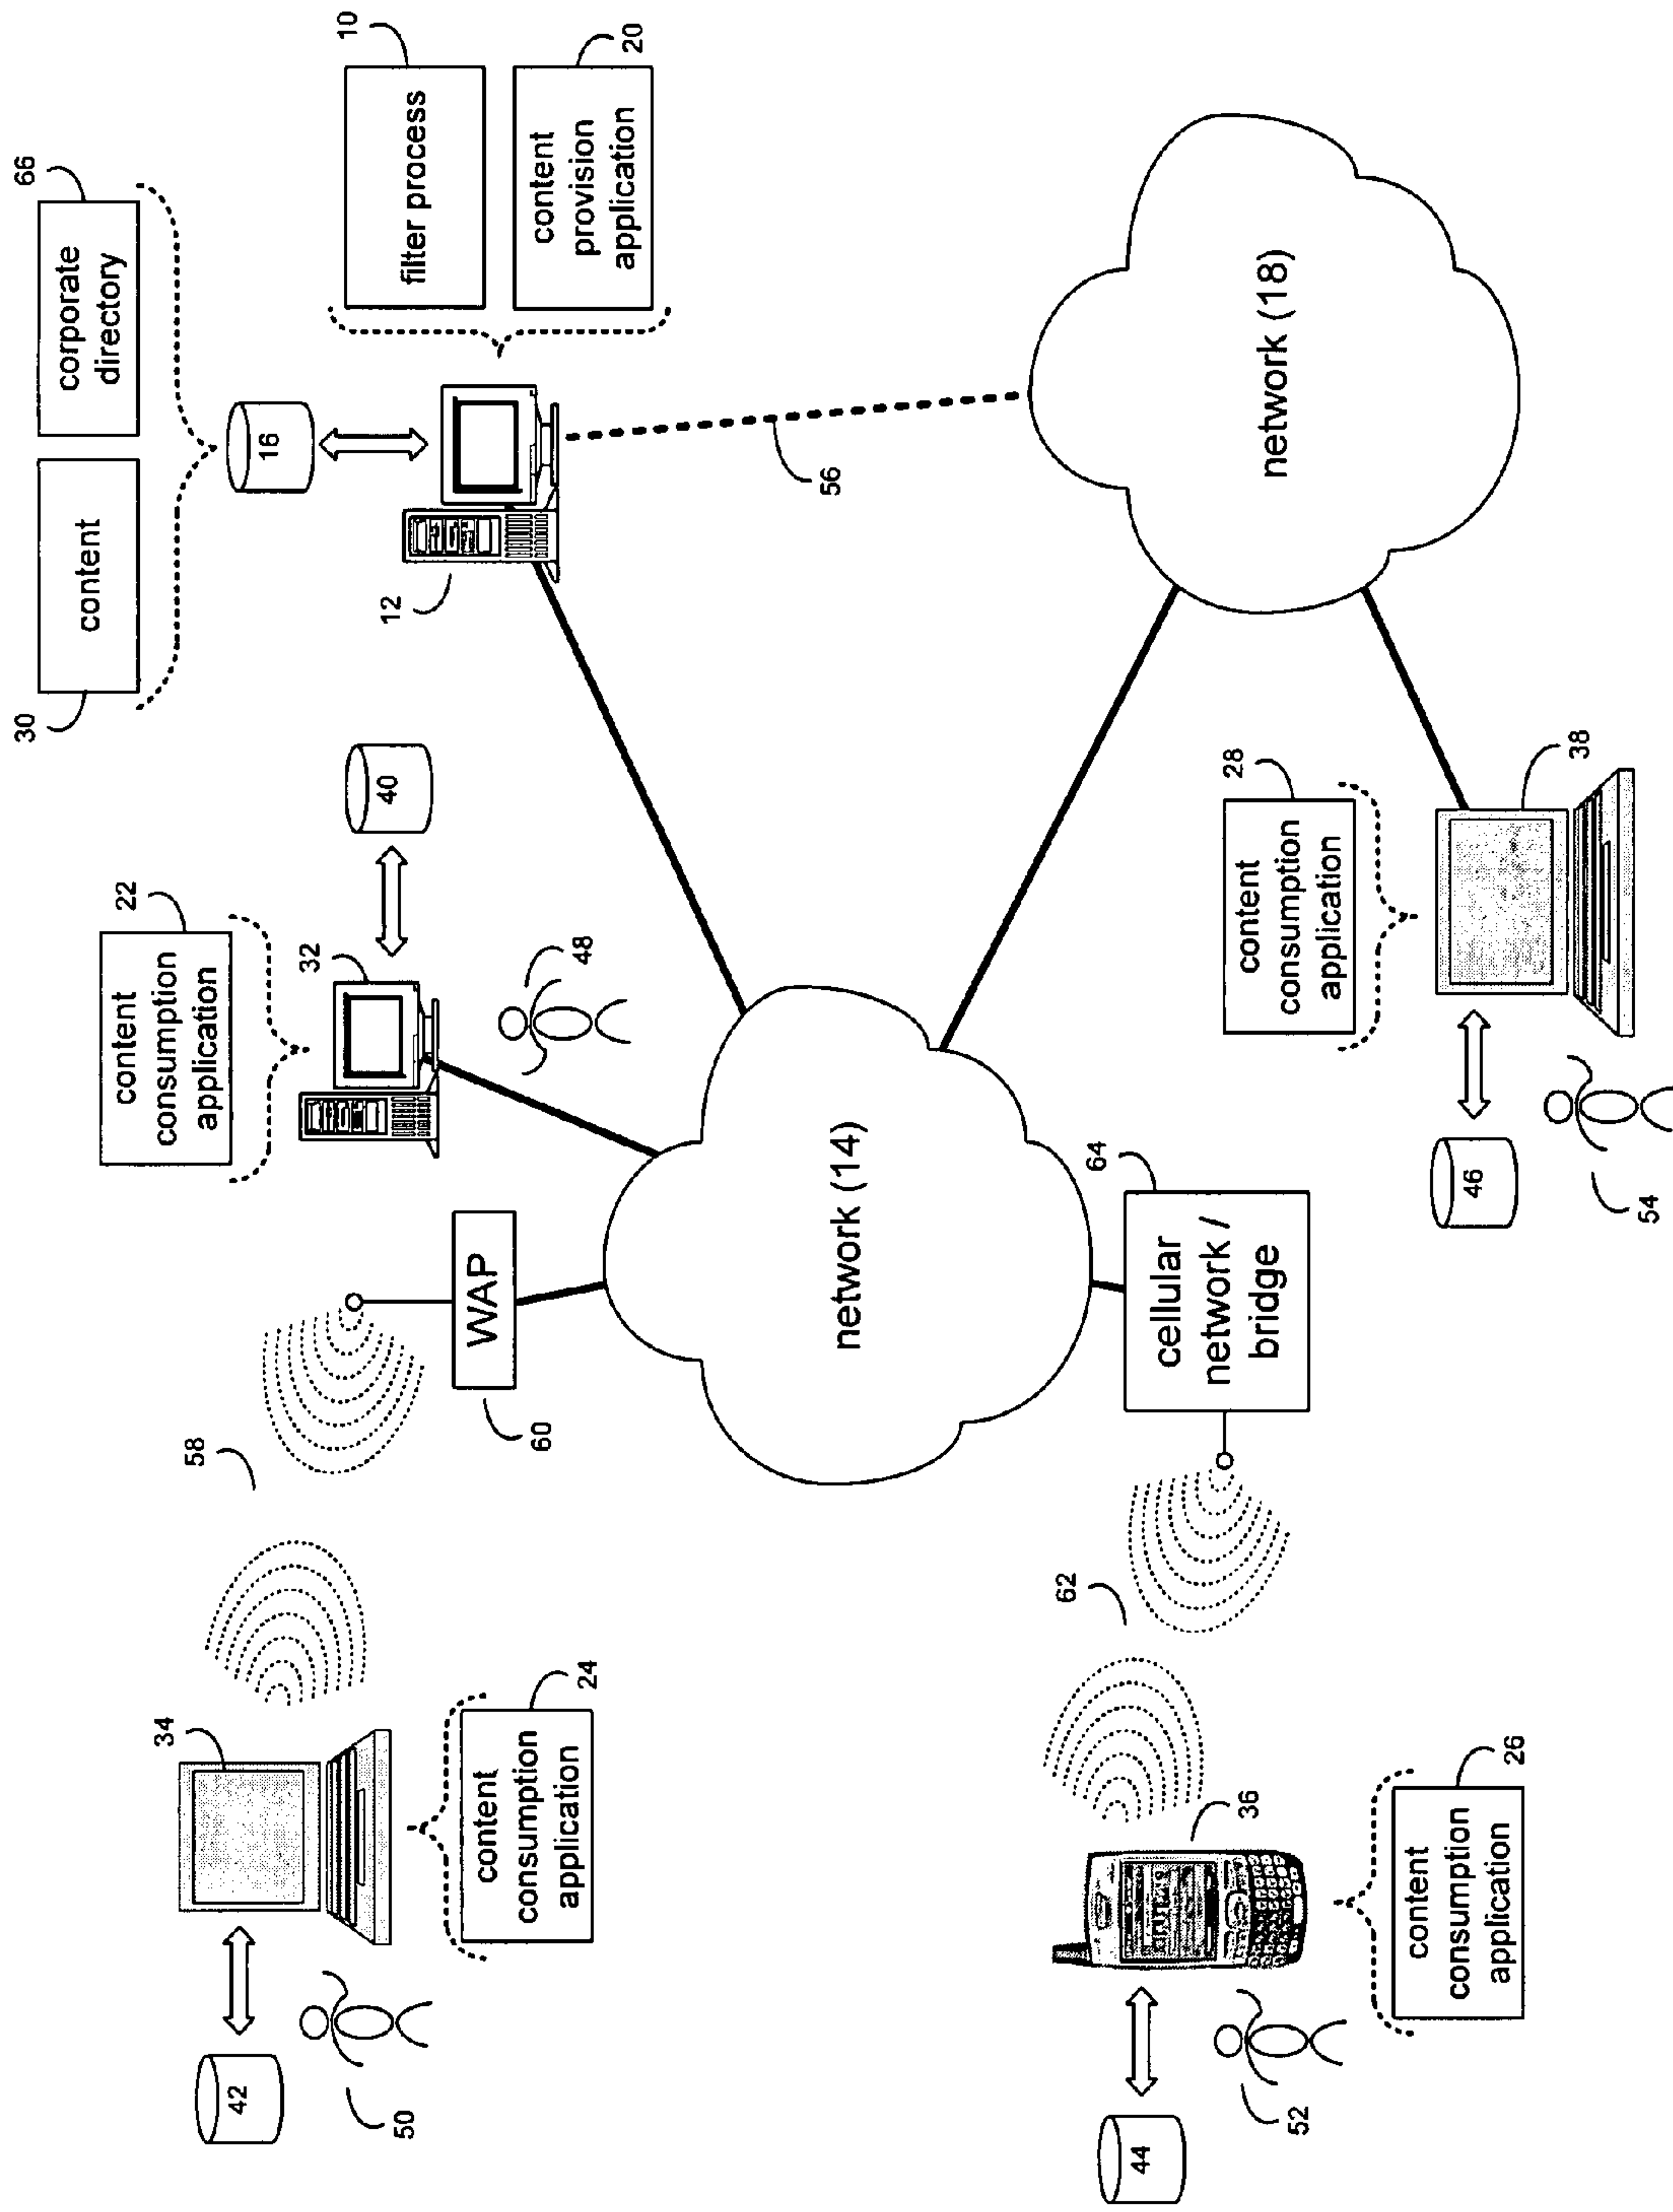 42
50
34
content
consumption
application
24
58
WAP
60
content
consumption
application
22
32
40
48
content
30
corporate
directory
66
16
12
filter process
10
content
provision
application
20
56
network (14)
network (18)
44
52
36
content
consumption
application
26
62
cellular
network /
bridge
64
content
consumption
application
28
38
46
54